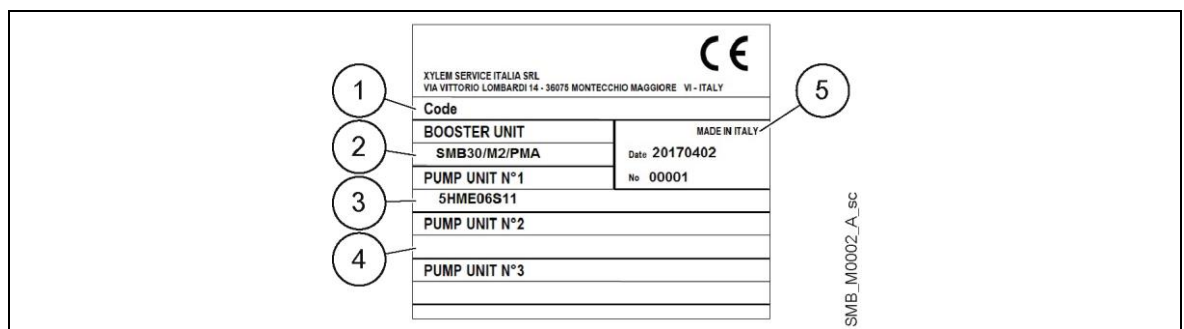 CE
XYLEM SERVICE ITALIA SRL
VIA VITTORIO LOMBARDI 14 - 36075 MONTECCHIO MAGGIORE VI - ITALY
1
Code
5
BOOSTER UNIT
MADE IN ITALY
2
SMB30/M2/PMA
Date 20170402
PUMP UNIT N°1
No 00001
3
5HME06S11
PUMP UNIT N°2
4
PUMP UNIT N°3
SMB_M0002_A_sc